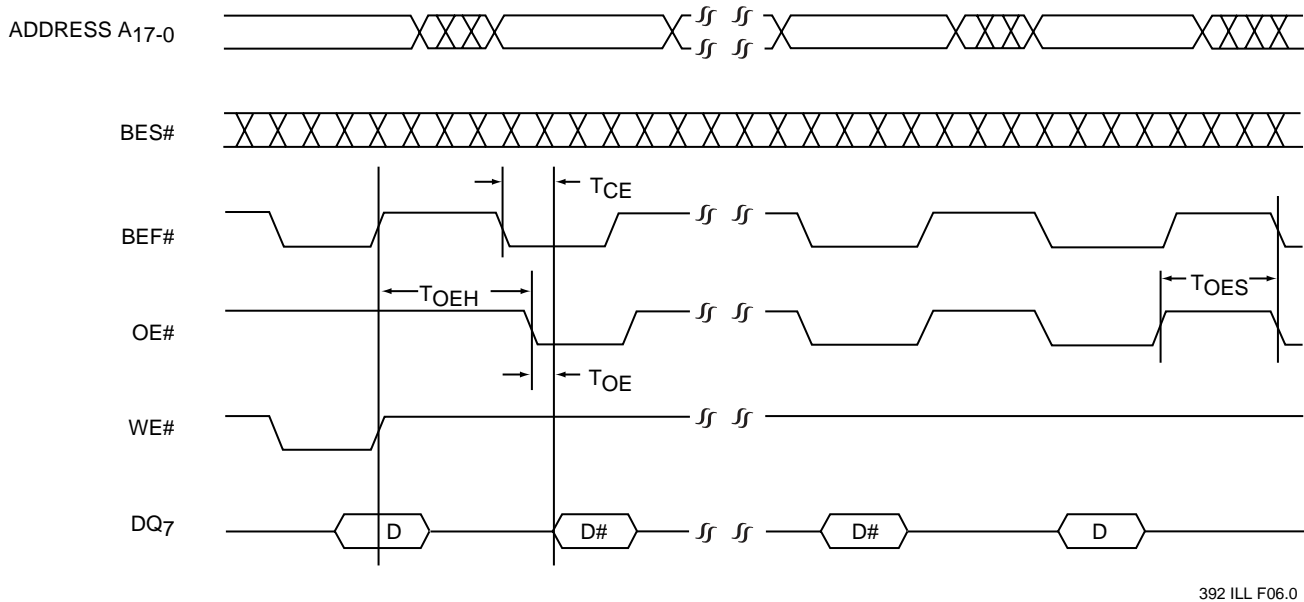 ADDRESS A17-0
BES#
TCE
BEF#
TOEH
TOES
OE#
TOE
WE#
DQ7
D
D#
D#
D
392 ILL F06.0